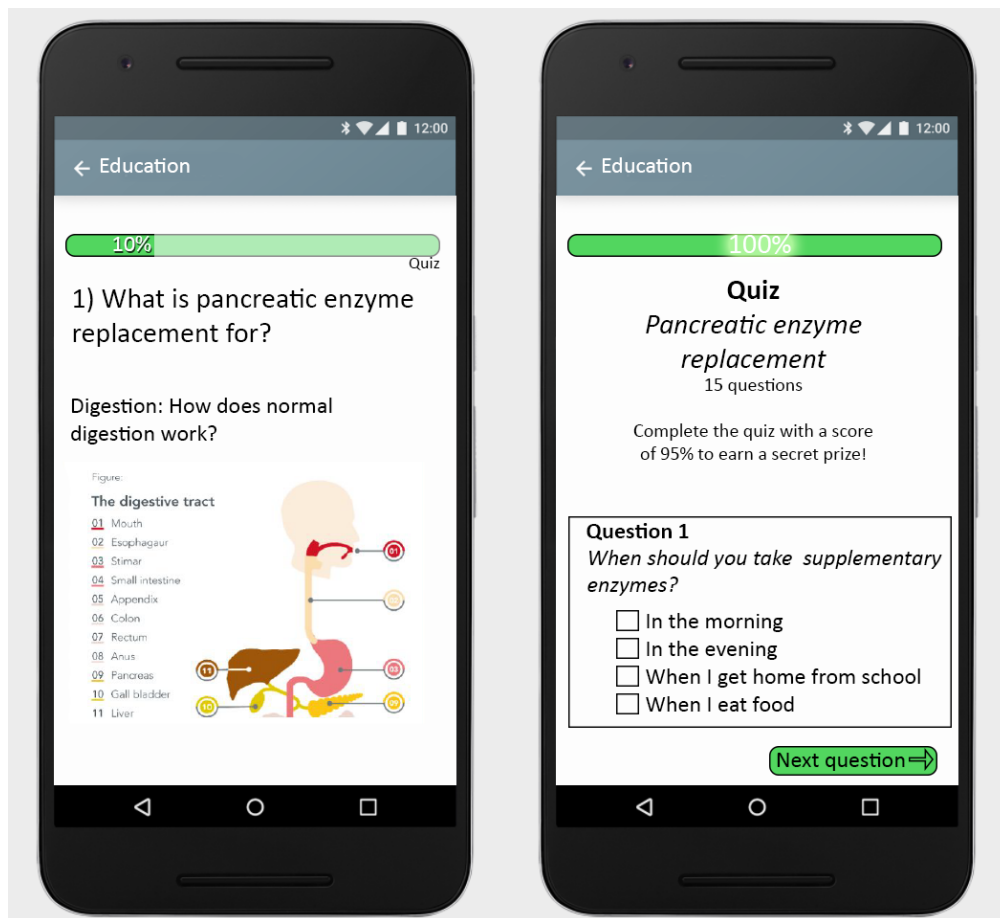 12:00
Education
10%
Quiz
1) What is pancreatic enzyme
replacement for?
Digestion: How does normal
digestion work?
Figure:
The digestive tract
01 Mouth
02 Esophagaur
03 Stimar
04 Small intestine
05 Appendix
06 Colon
07 Rectum
08 Anus
09 Pancreas
10 Gall bladder
11 Liver
01
02
03
11
10
09
12:00
Education
100%
Quiz
Pancreatic enzyme
replacement
15 questions
Complete the quiz with a score
of 95% to earn a secret prize!
Question 1
When should you take supplementary
enzymes?
In the morning
In the evening
When I get home from school
When I eat food
Next question